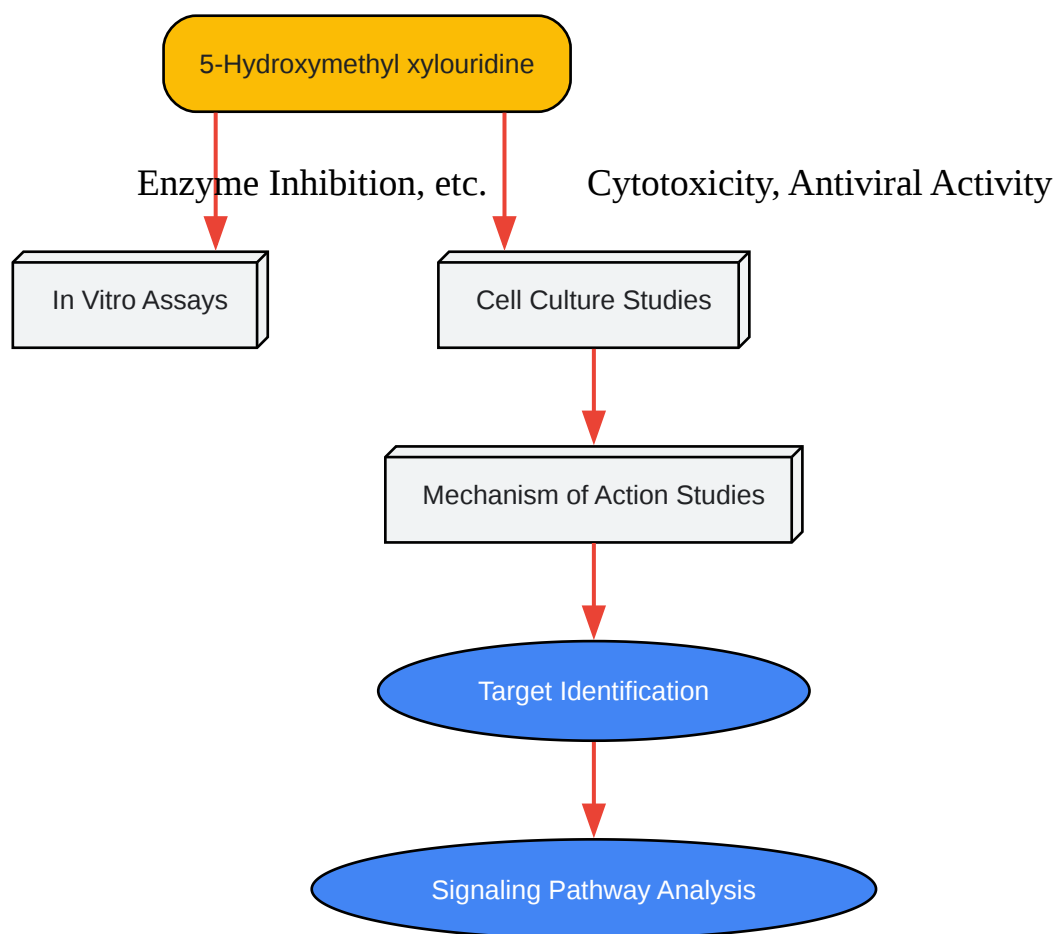 5-Hydroxymethyl xylouridine
Enzyme Inhibition, etc.
Cytotoxicity, Antiviral Activity
In Vitro Assays
Cell Culture Studies
Mechanism of Action Studies
Target Identification
Signaling Pathway Analysis